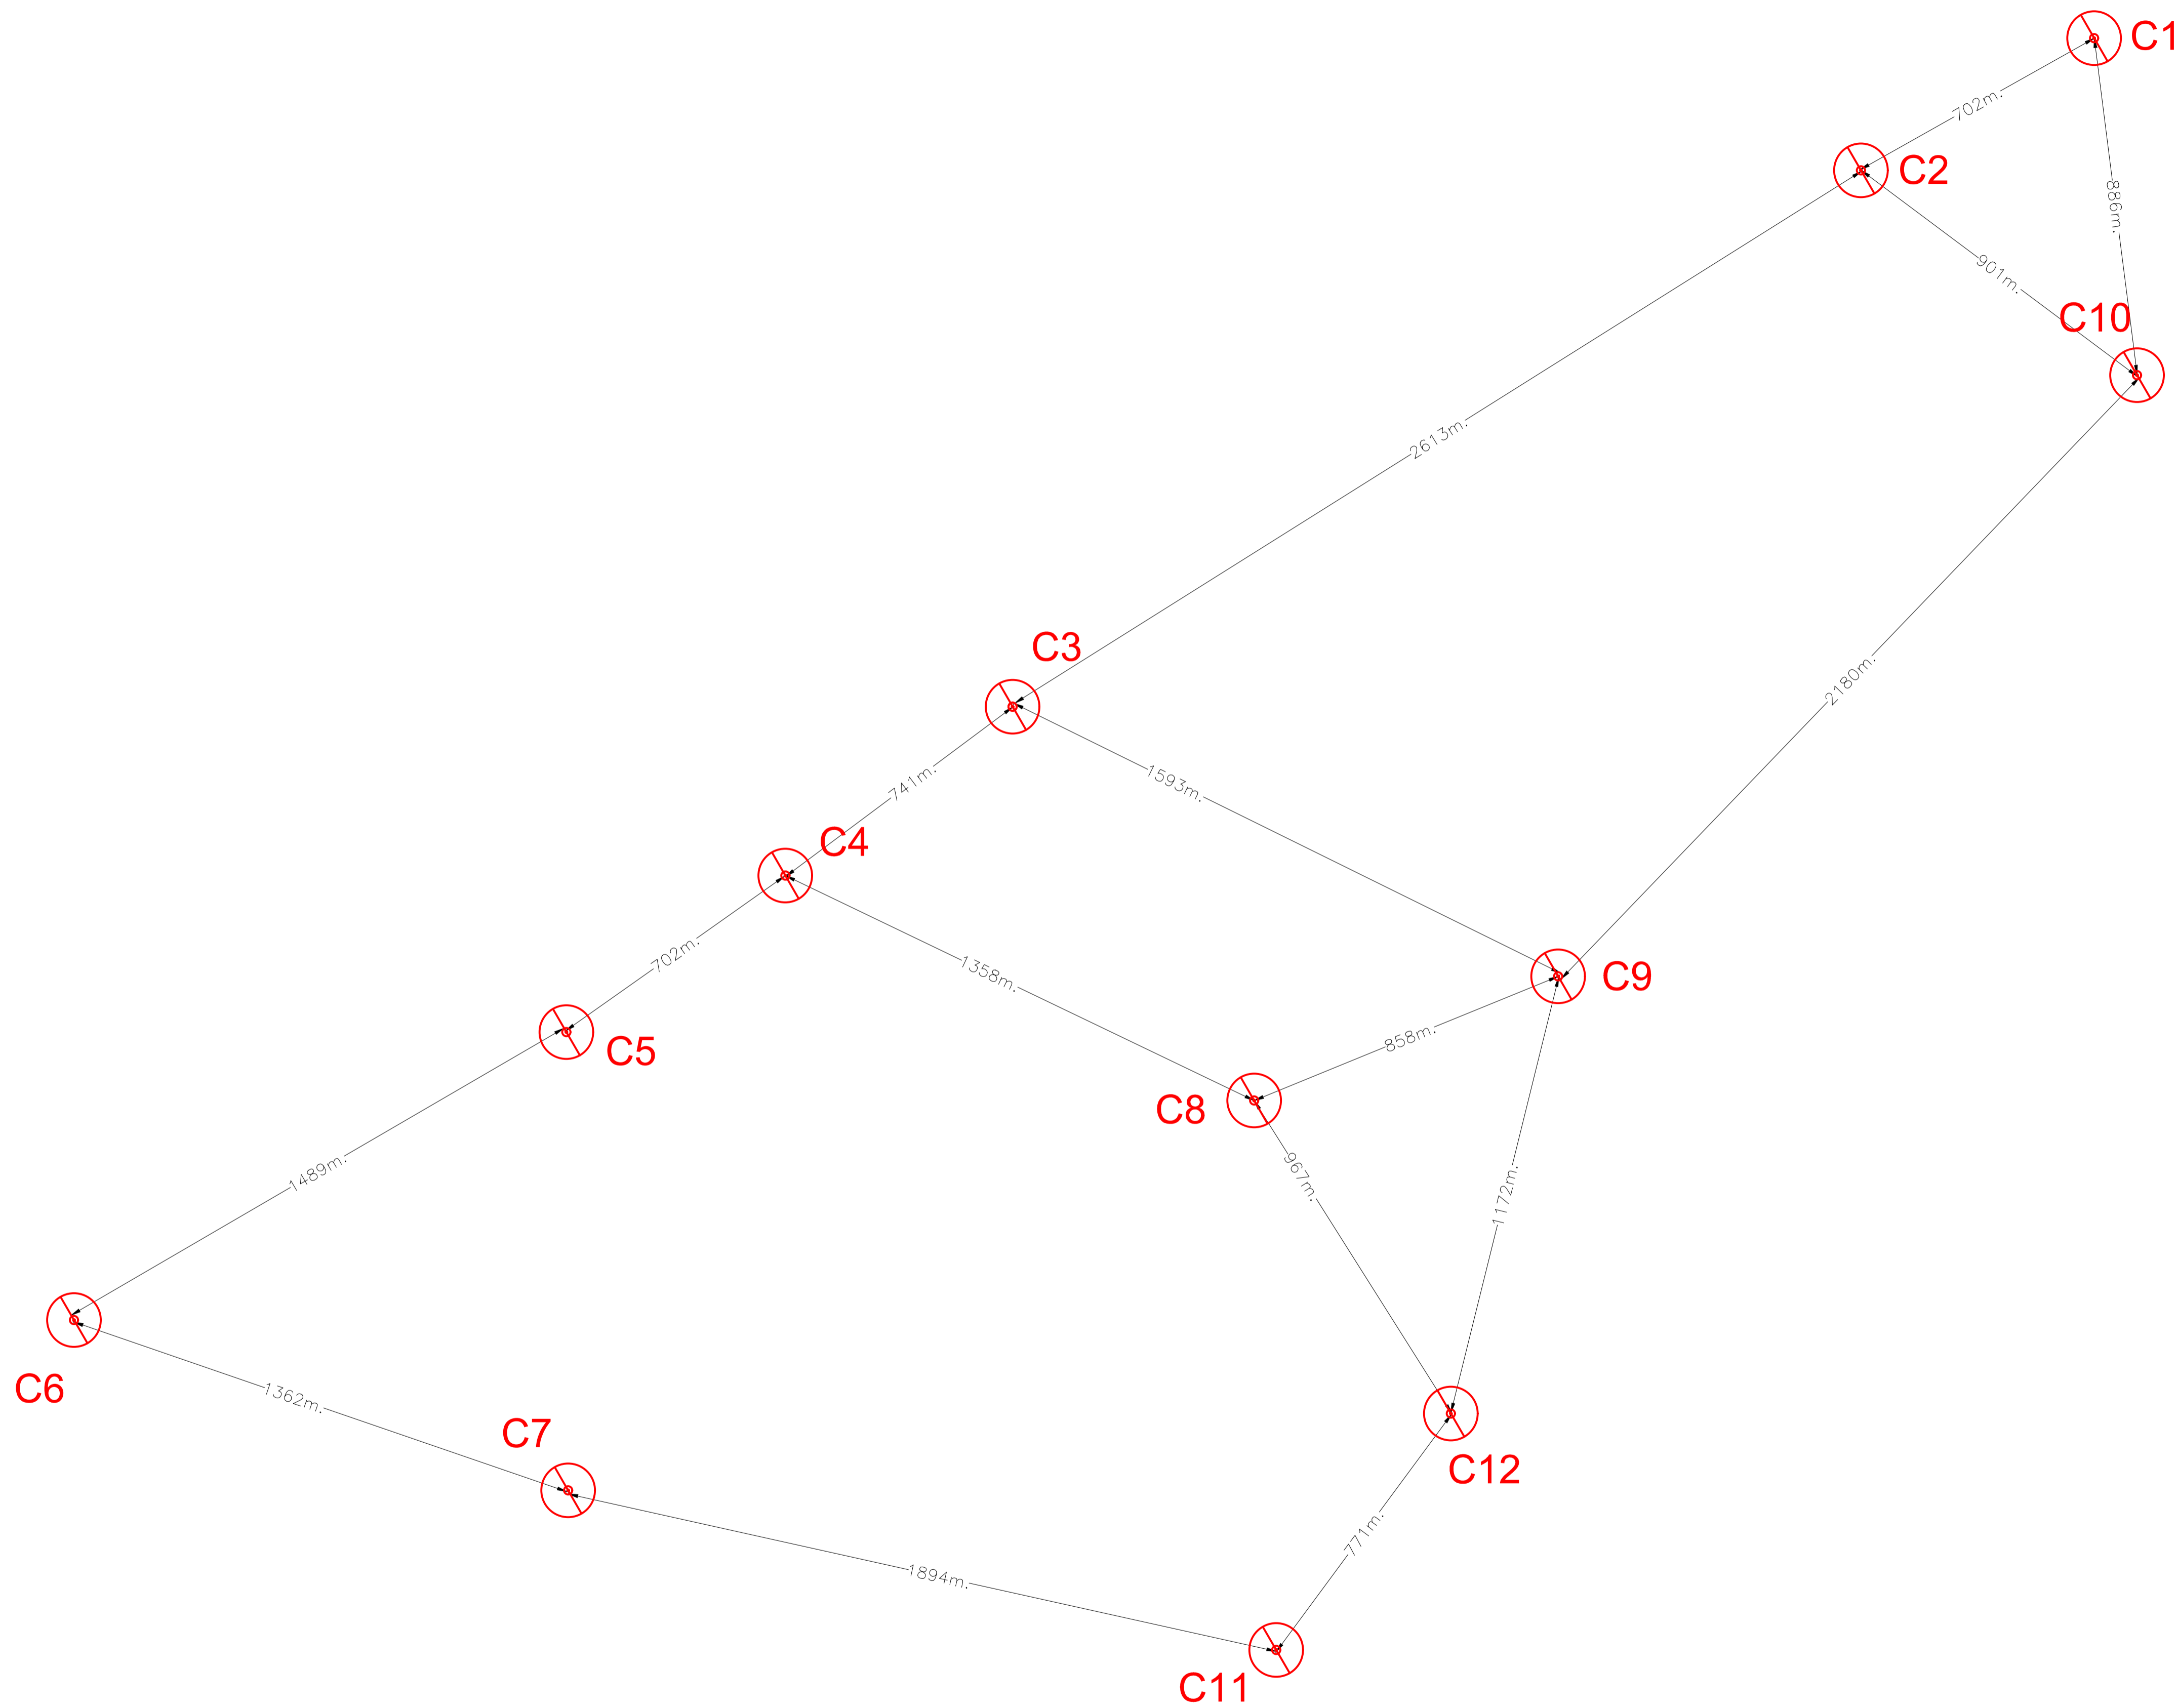 C1
702m.
C2
886m.
901m.
C10
2613m.
C3
2180m.
741m.
1593m.
C4
702m.
1358m.
C9
C5
858m.
C8
1489m.
967m.
1172m.
C6
1362m.
C7
C12
771m.
1894m.
C11